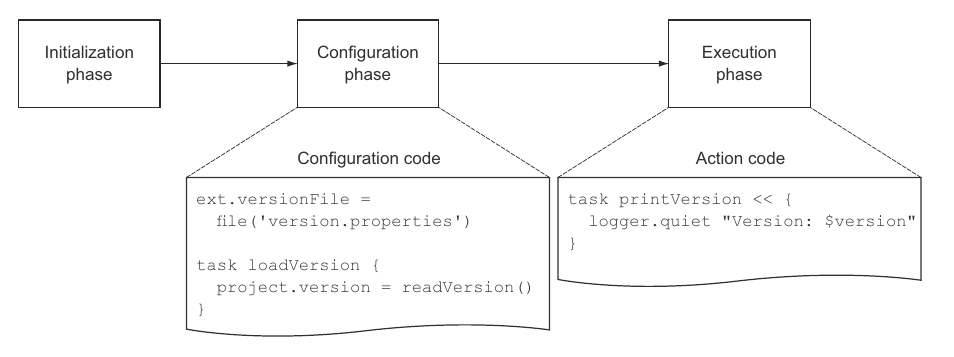 Initialization
phase
Configuration
phase
Execution
phase
Configuration code
ext.versionFile =
  file('version.properties')

task loadVersion {
  project.version = readVersion()
}
Action code
task printVersion << {
  logger.quiet "Version: $version"
}